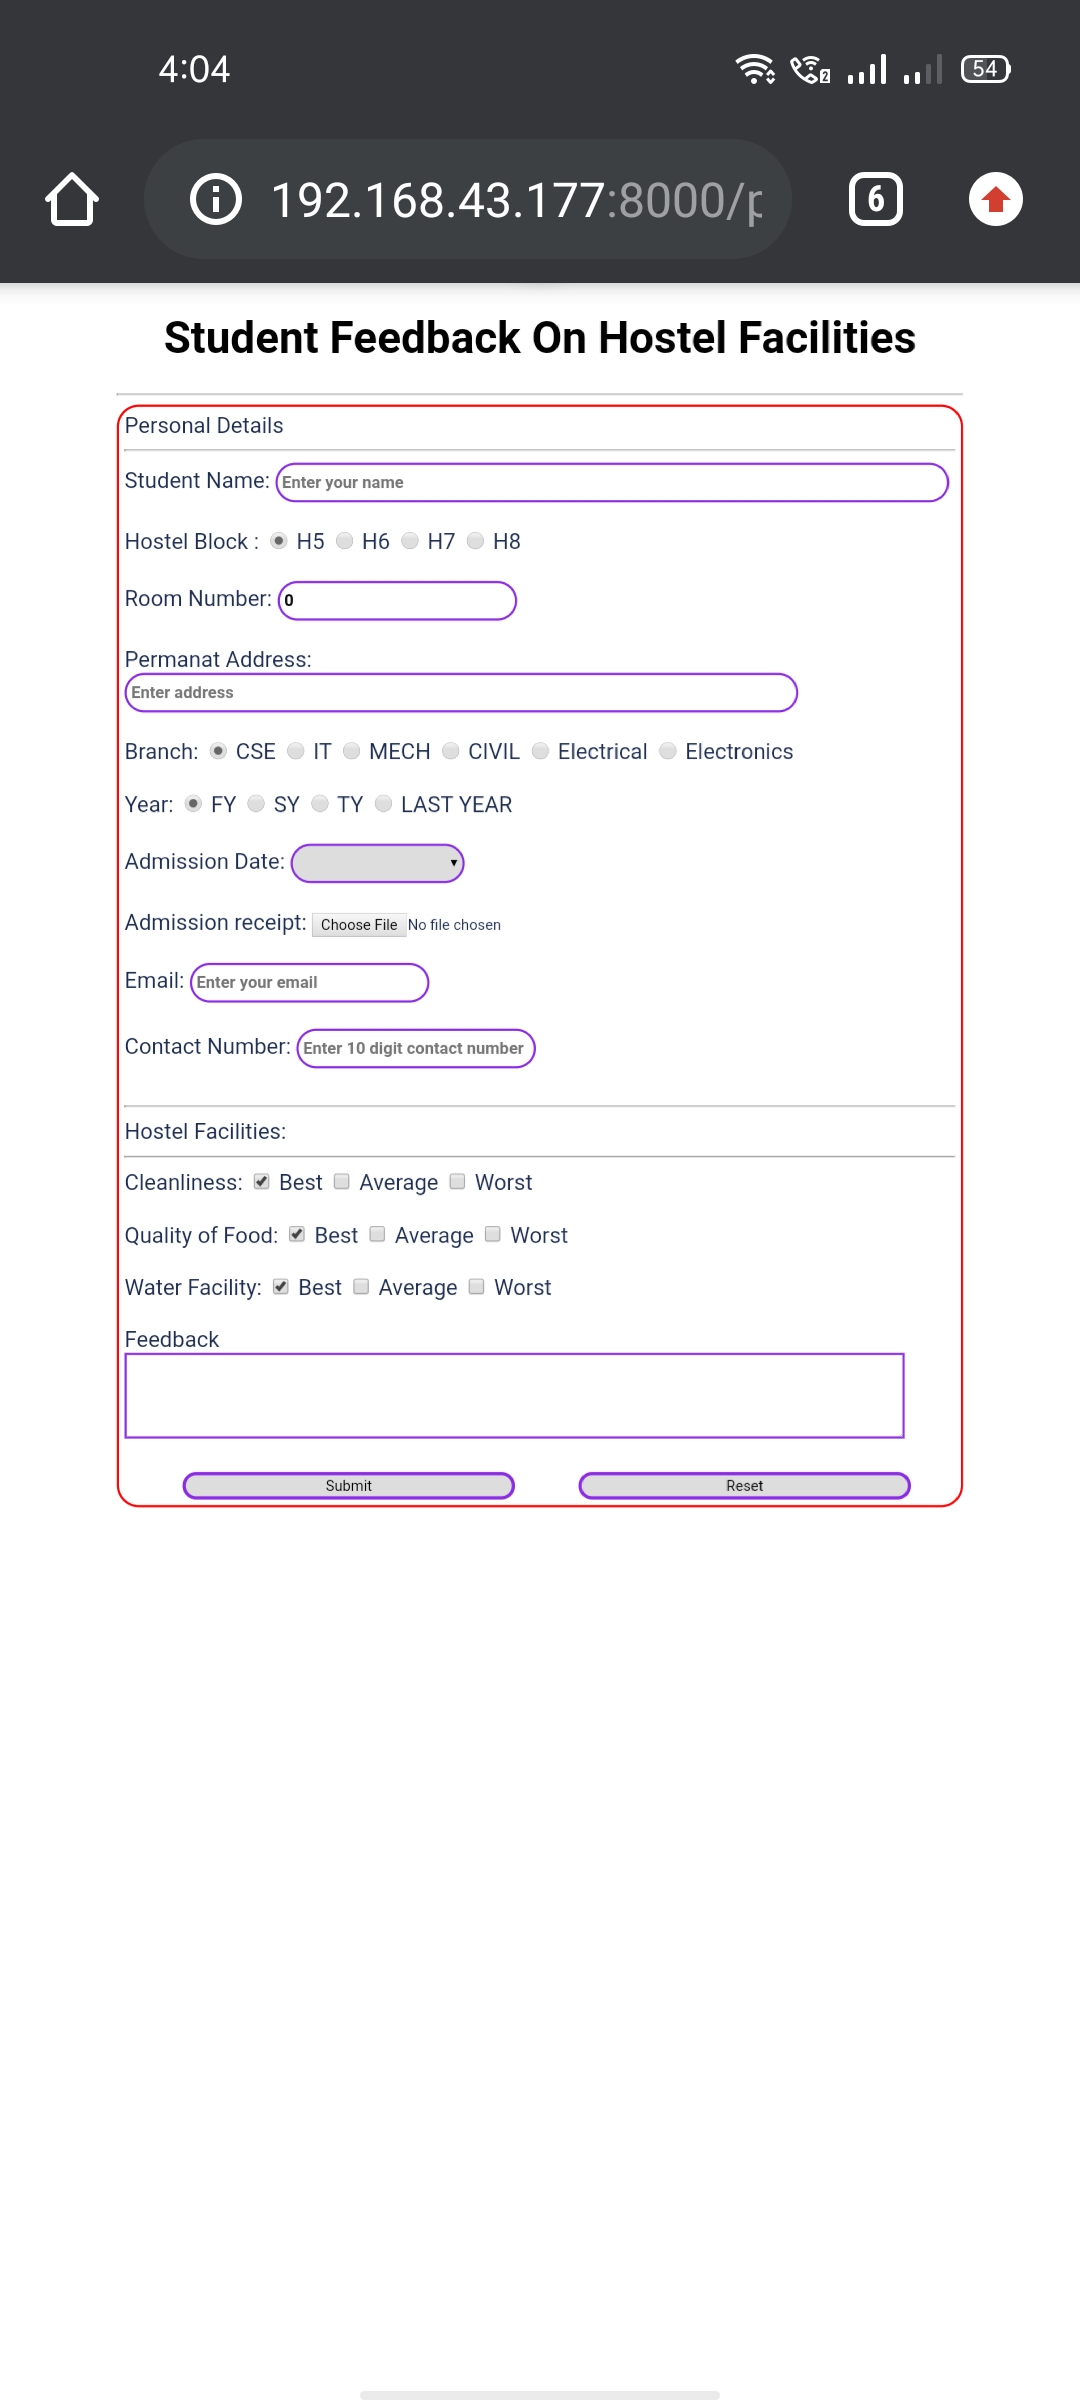 4:04
2
54
192.168.43.177:8000/p
6
Student Feedback On Hostel Facilities
Personal Details
Student Name: Enter your name
Hostel Block : H5 H6 H7 H8
Room Number: 0
Permanat Address:
Enter address
Branch: CSE IT MECH CIVIL Electrical Electronics
Year: FY SY TY LAST YEAR
Admission Date:
Admission receipt: Choose File No file chosen
Email: Enter your email
Contact Number: Enter 10 digit contact number
Hostel Facilities:
Cleanliness: Best Average Worst
Quality of Food: Best Average Worst
Water Facility: Best Average Worst
Feedback
Submit Reset